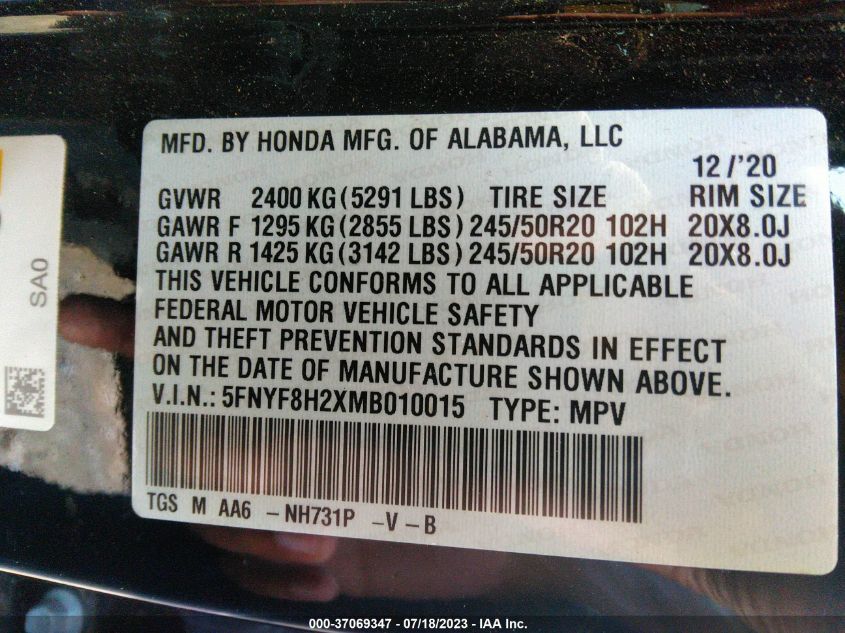 MFD. BY HONDA MFG. OF ALABAMA, LLC
12/'20
GVWR 2400 KG (5291 LBS) TIRE SIZE RIM SIZE
GAWR F 1295 KG (2855 LBS) 245/50R20 102H 20X8.0J
GAWR R 1425 KG (3142 LBS) 245/50R20 102H 20X8.0J
THIS VEHICLE CONFORMS TO ALL APPLICABLE
FEDERAL MOTOR VEHICLE SAFETY
AND THEFT PREVENTION STANDARDS IN EFFECT
ON THE DATE OF MANUFACTURE SHOWN ABOVE.
V.I.N.: 5FNYF8H2XMB010015 TYPE: MPV
TGS M AA6 - NH731P - V - B
SA0
000-37069347 - 07/18/2023 - IAA Inc.